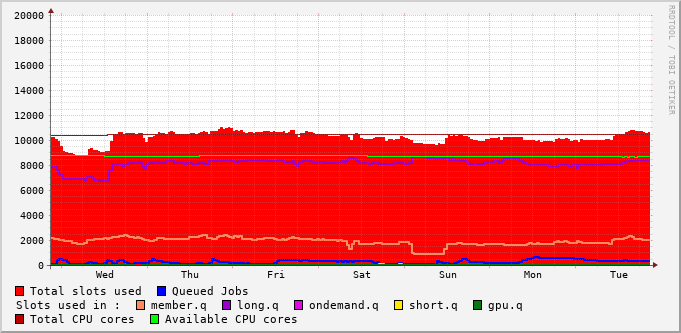 20000
18000
16000
14000
12000
10000
8000
6000
4000
2000
0
Wed Thu Fri Sat Sun Mon Tue
RRDTOOL / TOBI OETIKER
Total slots used Queued Jobs
Slots used in : member.q long.q ondemand.q short.q gpu.q
Total CPU cores Available CPU cores